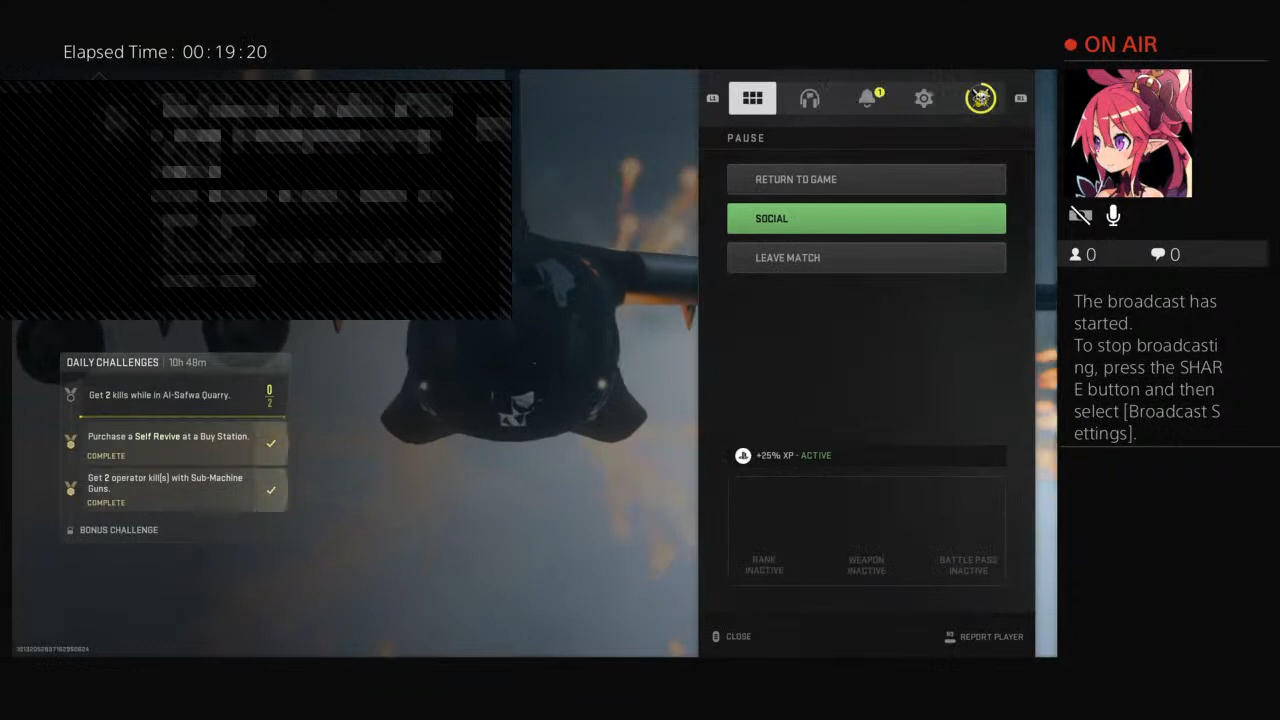 Elapsed Time: 00:19:20
ON AIR
L1
1
R1
PAUSE
RETURN TO GAME
SOCIAL
LEAVE MATCH
0
0
The broadcast has
started.
To stop broadcasti
ng, press the SHAR
E button and then
select [Broadcast S
ettings].
DAILY CHALLENGES | 10h 48m
Get 2 kills while in Al-Safwa Quarry.
0
2
Purchase a Self Revive at a Buy Station.
COMPLETE
Get 2 operator kill(s) with Sub-Machine
Guns.
COMPLETE
BONUS CHALLENGE
+25% XP - ACTIVE
RANK
INACTIVE
WEAPON
INACTIVE
BATTLE PASS
INACTIVE
CLOSE
REPORT PLAYER